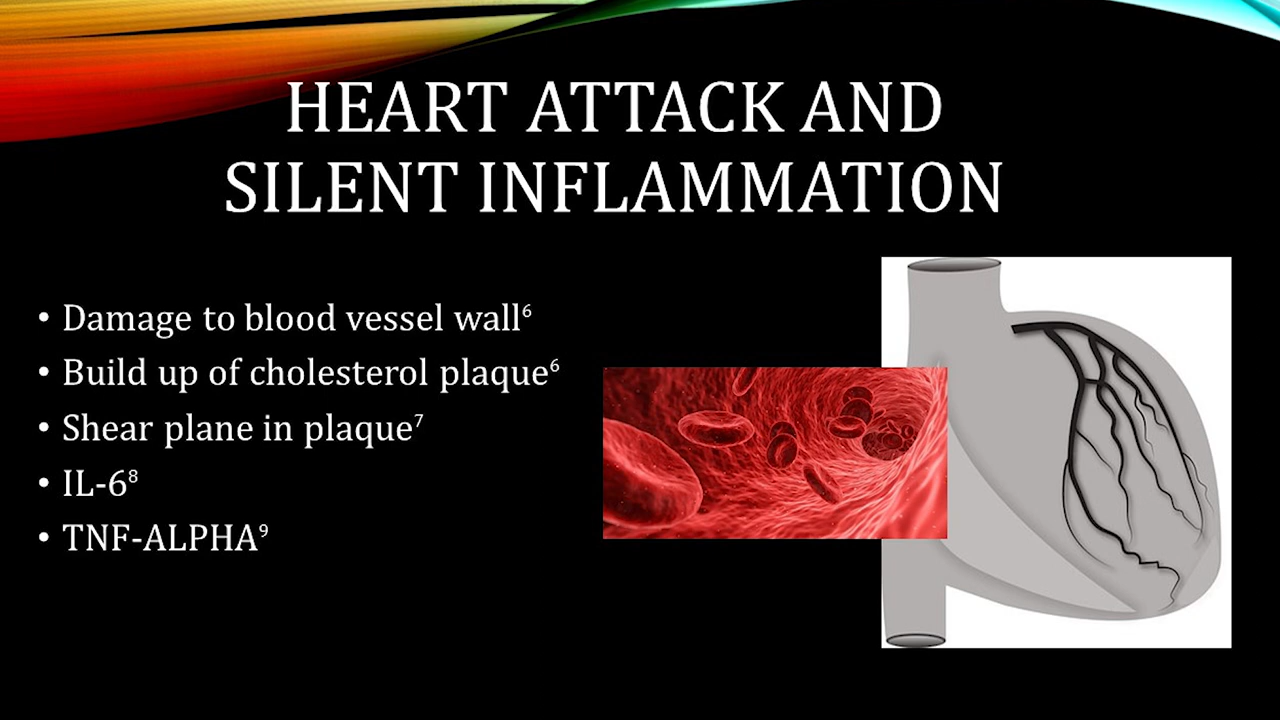 HEART ATTACK AND
SILENT INFLAMMATION
• Damage to blood vessel wall⁶
• Build up of cholesterol plaque⁶
• Shear plane in plaque⁷
• IL-6⁸
• TNF-ALPHA⁹